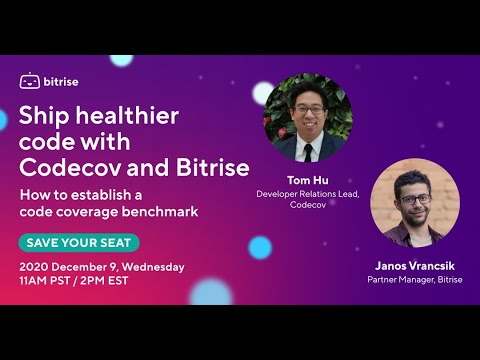 bitrise
Ship healthier
code with
Codecov and Bitrise
How to establish a
code coverage benchmark
SAVE YOUR SEAT
2020 December 9, Wednesday
11AM PST / 2PM EST
Tom Hu
Developer Relations Lead,
Codecov
Janos Vrancsik
Partner Manager, Bitrise